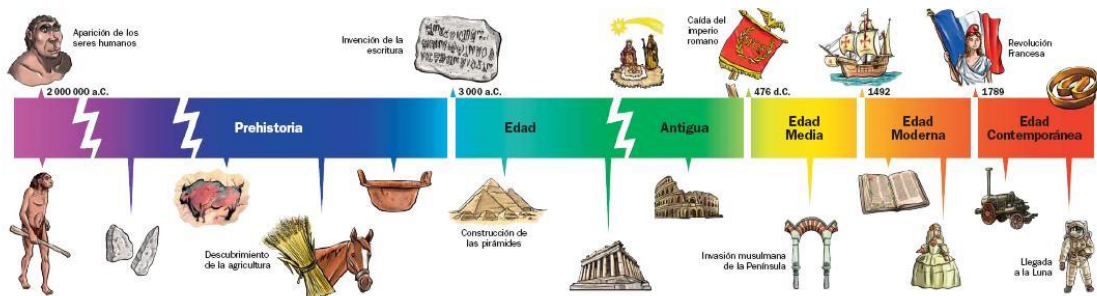 Aparición de los
seres humanos
Invención de la
escritura
Caída del
imperio
romano
Revolución
Francesa
2 000 000 a.C.
3 000 a.C.
476 d.C.
1492
1789
Prehistoria
Edad
Antigua
Edad
Media
Edad
Moderna
Edad
Contemporánea
Descubrimiento
de la agricultura
Construcción de
las pirámides
Invasión musulmana
de la Península
Llegada
a la Luna